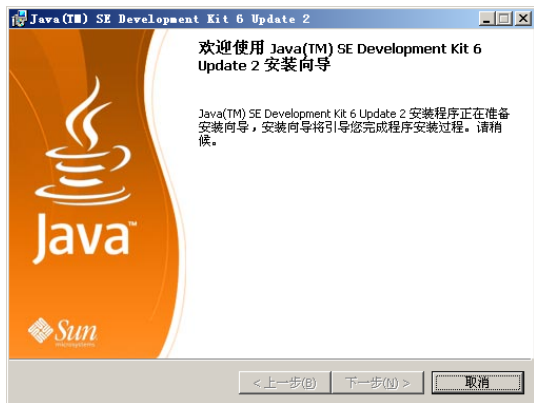 Java(TM) SE Development Kit 6 Update 2
欢迎使用 Java(TM) SE Development Kit 6
Update 2 安装向导
Java(TM) SE Development Kit 6 Update 2 安装程序正在准备
安装向导，安装向导将引导您完成程序安装过程。请稍
候。
Java™
Sun
microsystems
< 上一步(B)
下一步(N) >
取消